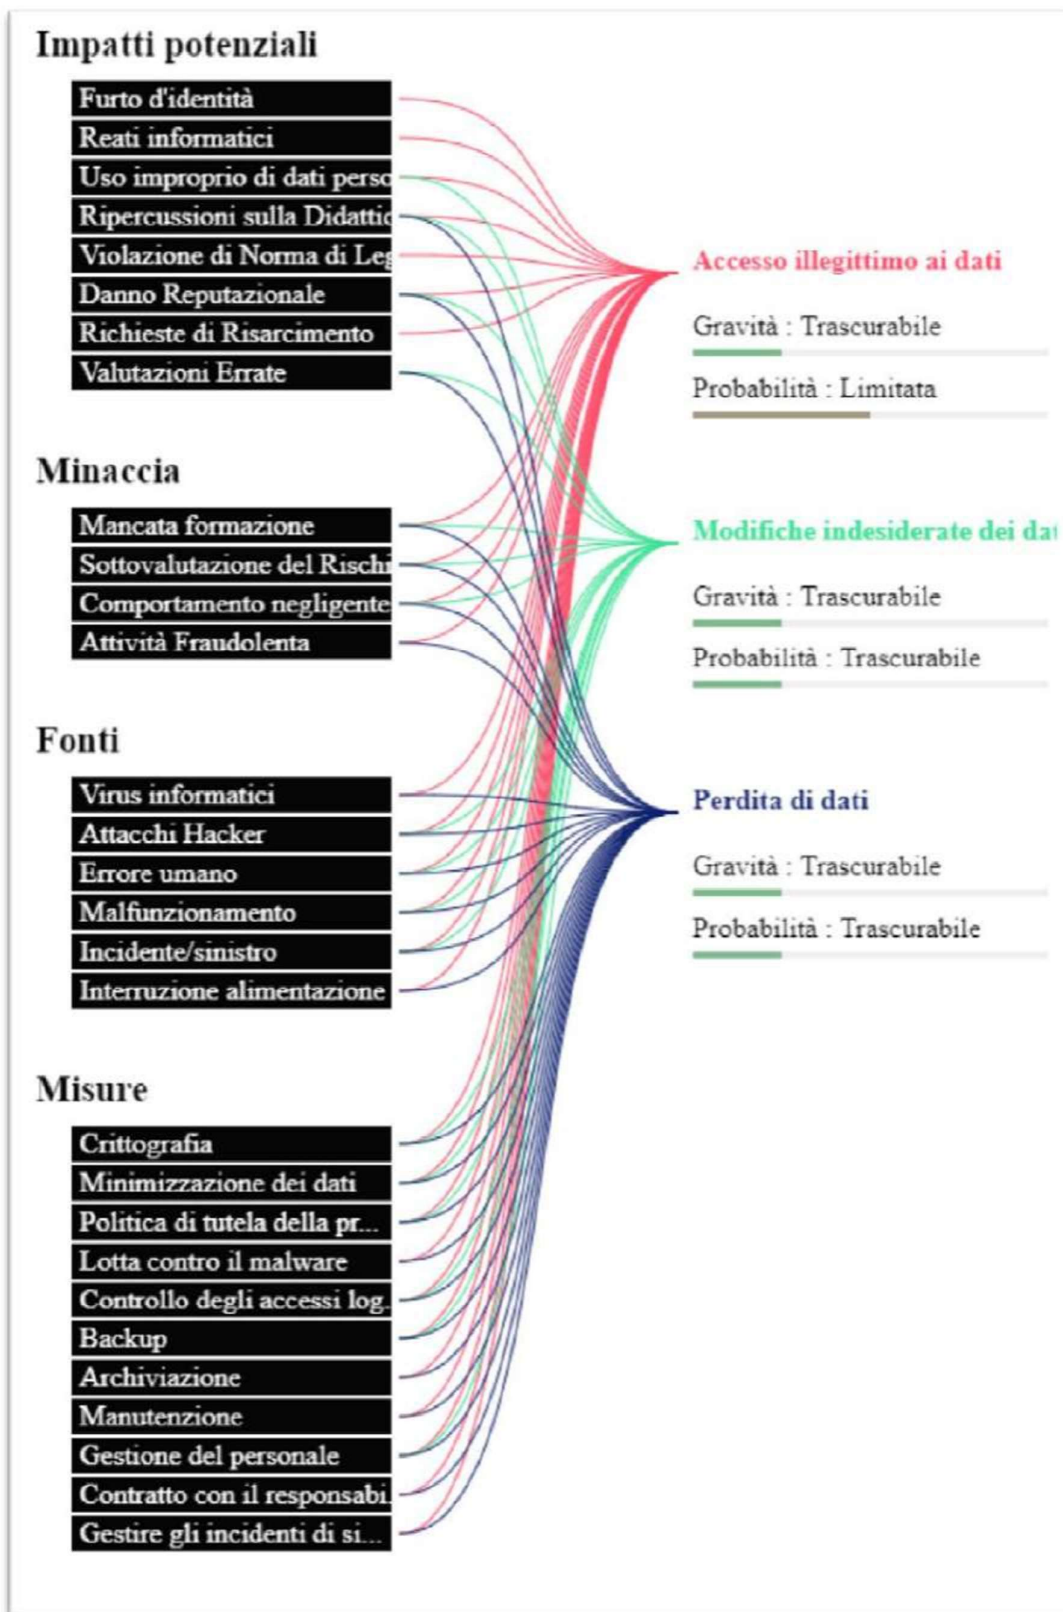 Impatti potenziali
Furto d'identità
Reati informatici
Uso improprio di dati perso
Ripercussioni sulla Didattic
Violazione di Norma di Leg
Danno Reputazionale
Richieste di Risarcimento
Valutazioni Errate
Minaccia
Mancata formazione
Sottovalutazione del Rischi
Comportamento negligente
Attività Fraudolenta
Fonti
Virus informatici
Attacchi Hacker
Errore umano
Malfunzionamento
Incidente/sinistro
Interruzione alimentazione
Misure
Crittografia
Minimizzazione dei dati
Politica di tutela della pr...
Lotta contro il malware
Controllo degli accessi log.
Backup
Archiviazione
Manutenzione
Gestione del personale
Contratto con il responsabi.
Gestire gli incidenti di si...
Accesso illegittimo ai dati
Gravità : Trascurabile
Probabilità : Limitata
Modifiche indesiderate dei dat
Gravità : Trascurabile
Probabilità : Trascurabile
Perdita di dati
Gravità : Trascurabile
Probabilità : Trascurabile